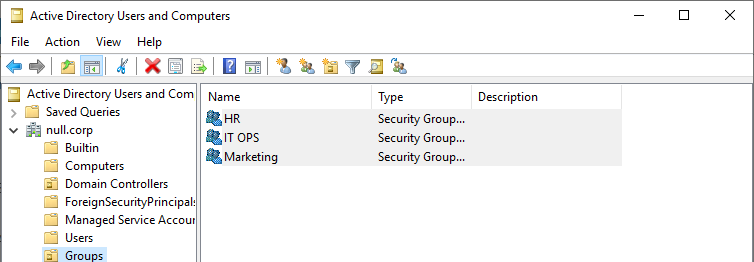 Active Directory Users and Computers
File Action View Help
Active Directory Users and Com
Saved Queries
null.corp
Builtin
Computers
Domain Controllers
ForeignSecurityPrincipals
Managed Service Accoun
Users
Groups
Name Type Description
HR Security Group...
IT OPS Security Group...
Marketing Security Group...